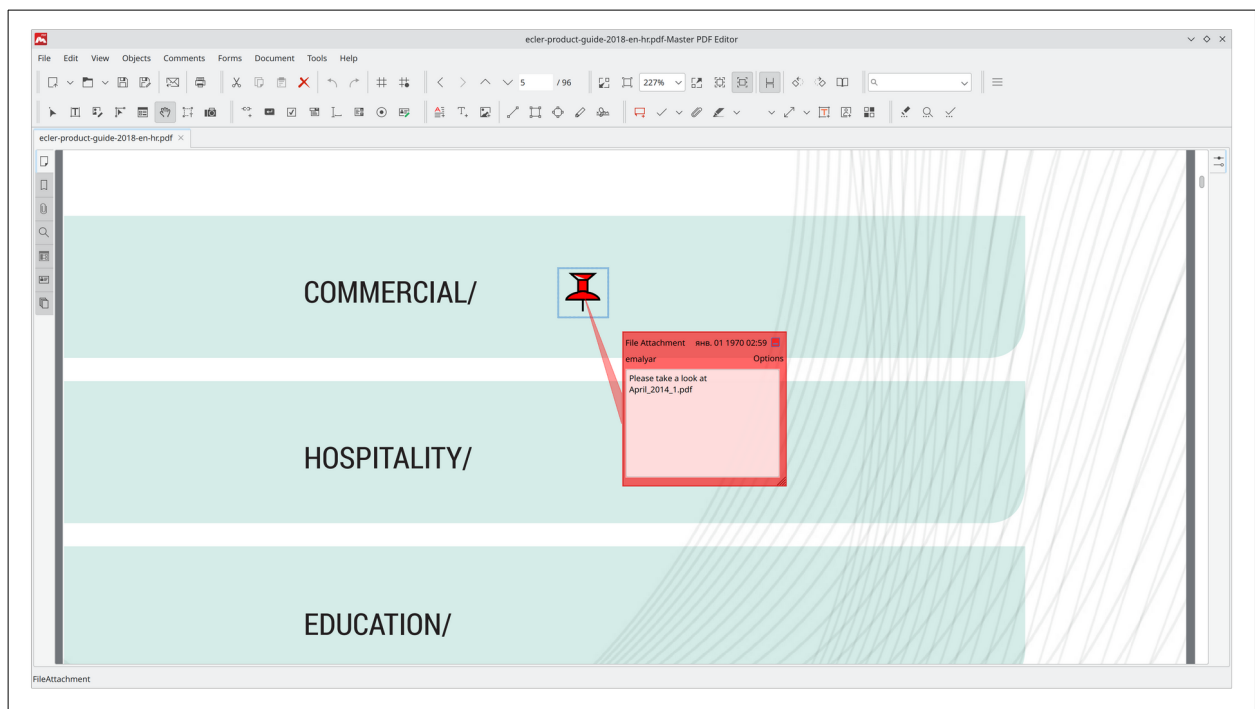 ecler-product-guide-2018-en-hr.pdf-Master PDF Editor
File Edit View Objects Comments Forms Document Tools Help
5 / 96 227%
ecler-product-guide-2018-en-hr.pdf
COMMERCIAL/
File Attachment янв. 01 1970 02:59
emalyar Options
Please take a look at
April_2014_1.pdf
HOSPITALITY/
EDUCATION/
FileAttachment